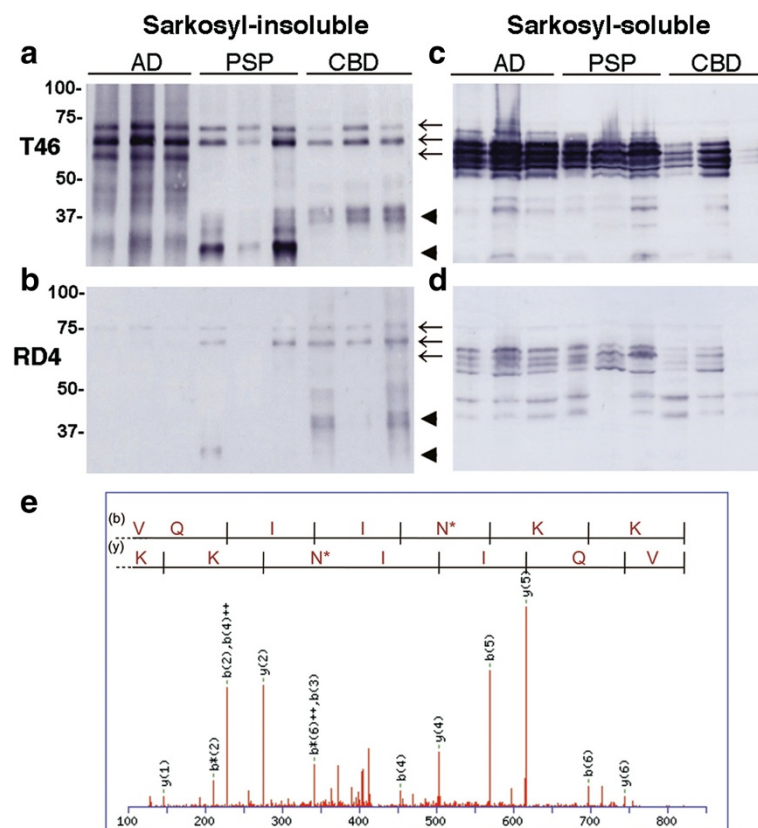 Sarkosyl-insoluble Sarkosyl-soluble
a AD PSP CBD c AD PSP CBD
100-
75-
T46
50-
37-
b d
100-
75-
RD4
50-
37-
e
(b) V Q I I N* K K
(y) K K N* I I Q V
y(1)
b*(2)
b(2),b(4)++
y(2)
b*(6)++,b(3)
b(4)
y(4)
b(5)
y(5)
b(6)
y(6)
100 200 300 400 500 600 700 800